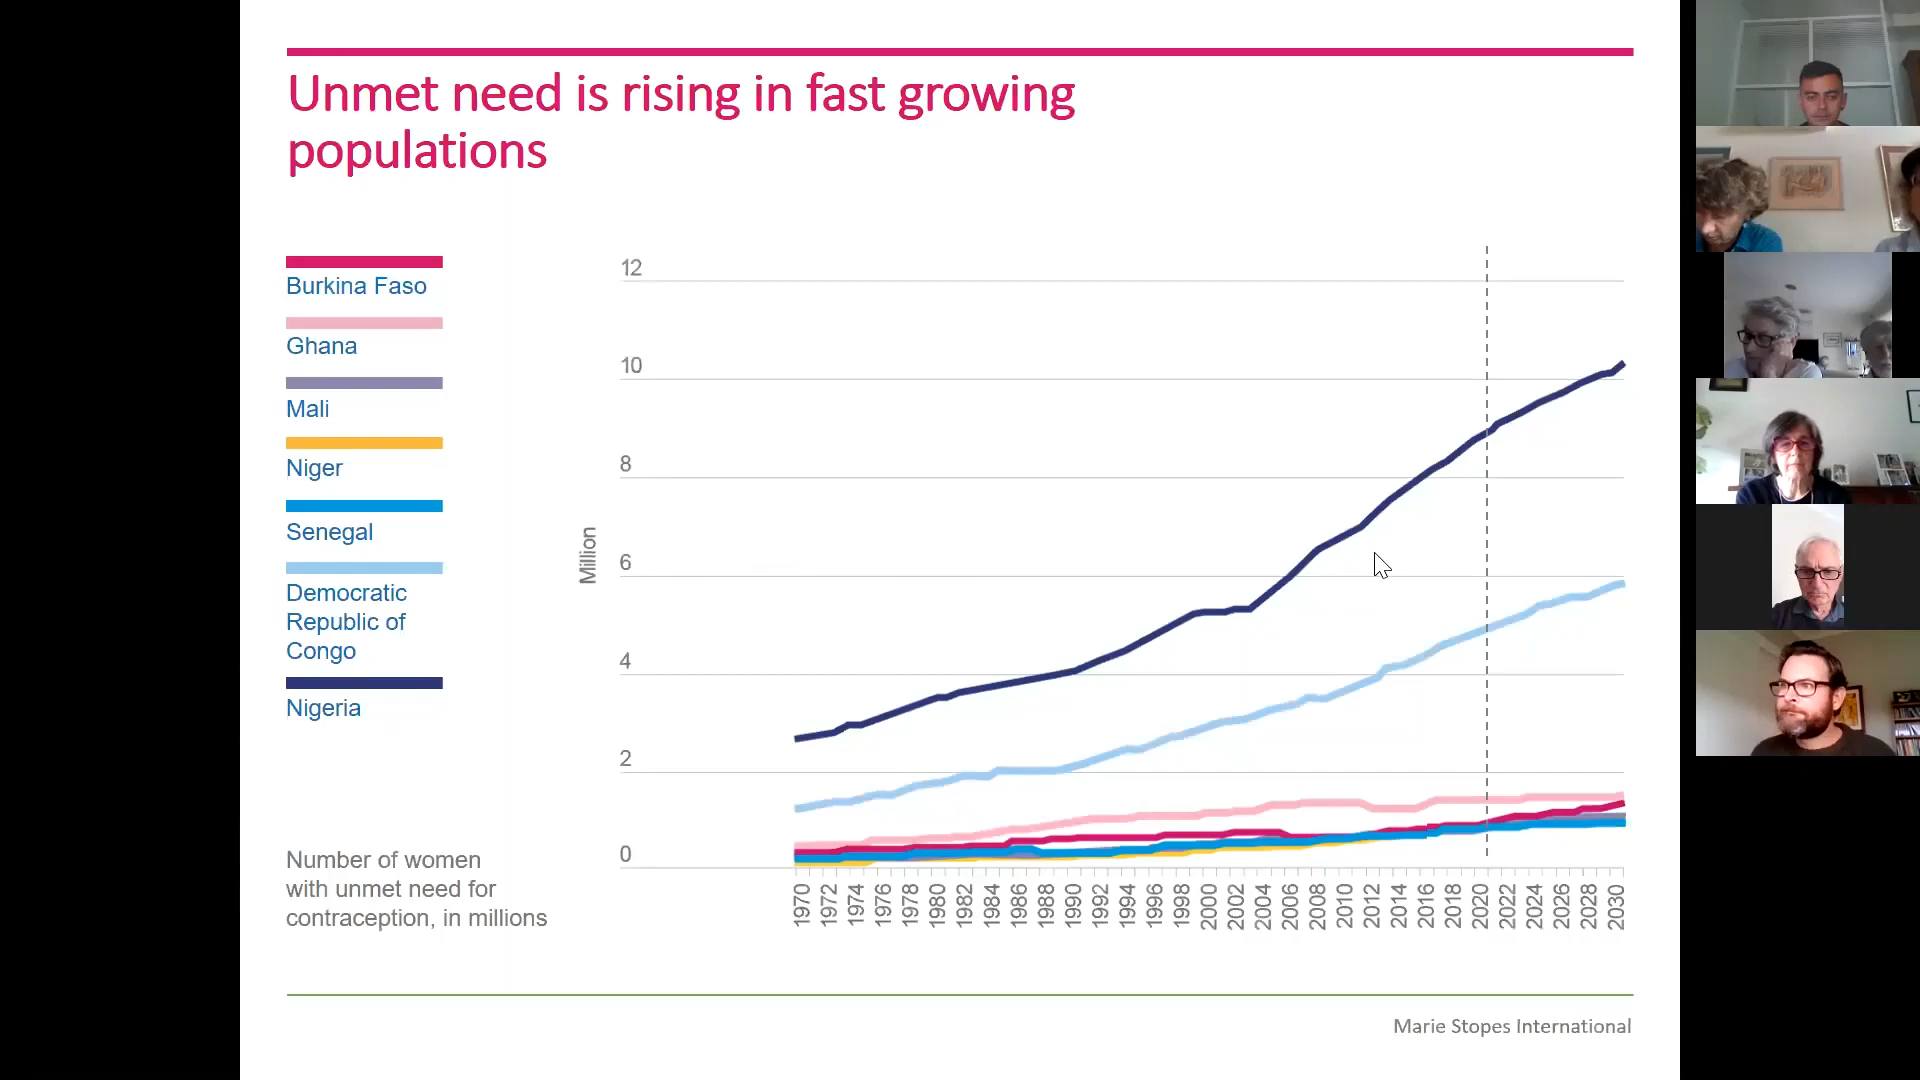 Unmet need is rising in fast growing
populations
Burkina Faso
Ghana
Mali
Niger
Senegal
Democratic
Republic of
Congo
Nigeria
Number of women
with unmet need for
contraception, in millions
Million
12
10
8
6
4
2
0
1970
1972
1974
1976
1978
1980
1982
1984
1986
1988
1990
1992
1994
1996
1998
2000
2002
2004
2006
2008
2010
2012
2014
2016
2018
2020
2022
2024
2026
2028
2030
Marie Stopes International